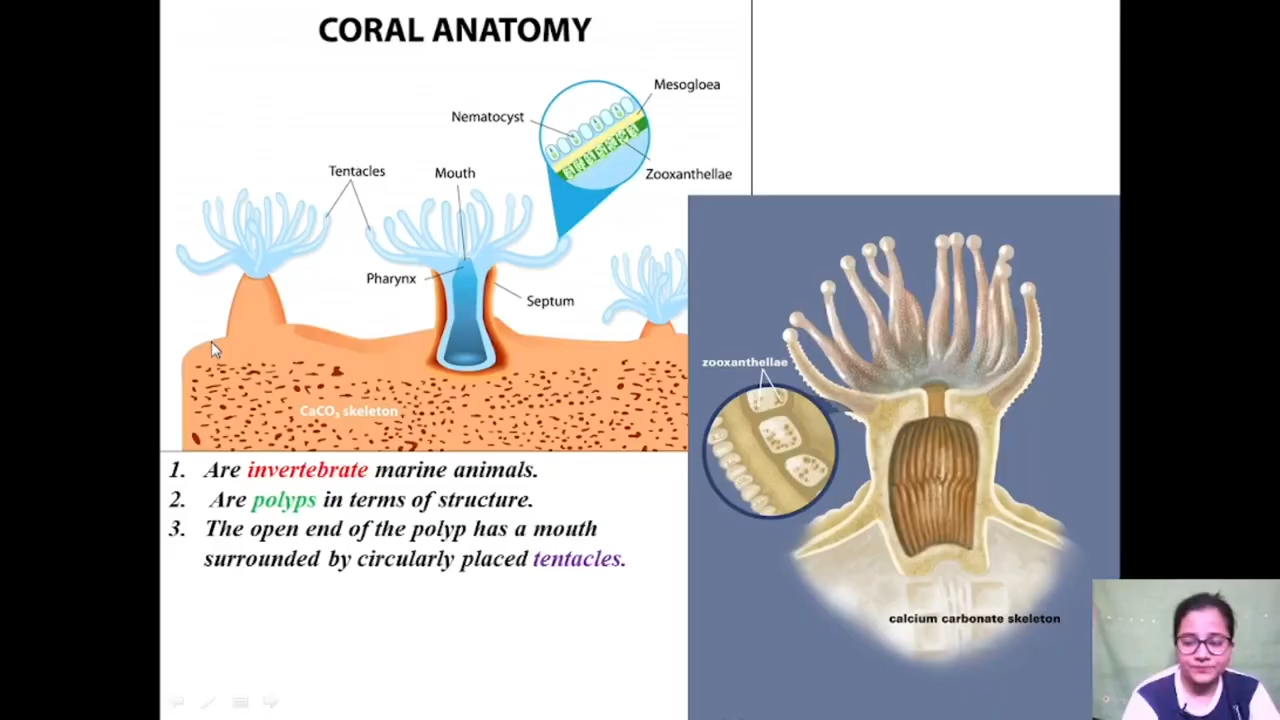 CORAL ANATOMY
Mesogloea
Nematocyst
Zooxanthellae
Tentacles
Mouth
Pharynx
Septum
CaCO₃ skeleton
zooxanthellae
calcium carbonate skeleton
1. Are invertebrate marine animals.
2. Are polyps in terms of structure.
3. The open end of the polyp has a mouth
surrounded by circularly placed tentacles.